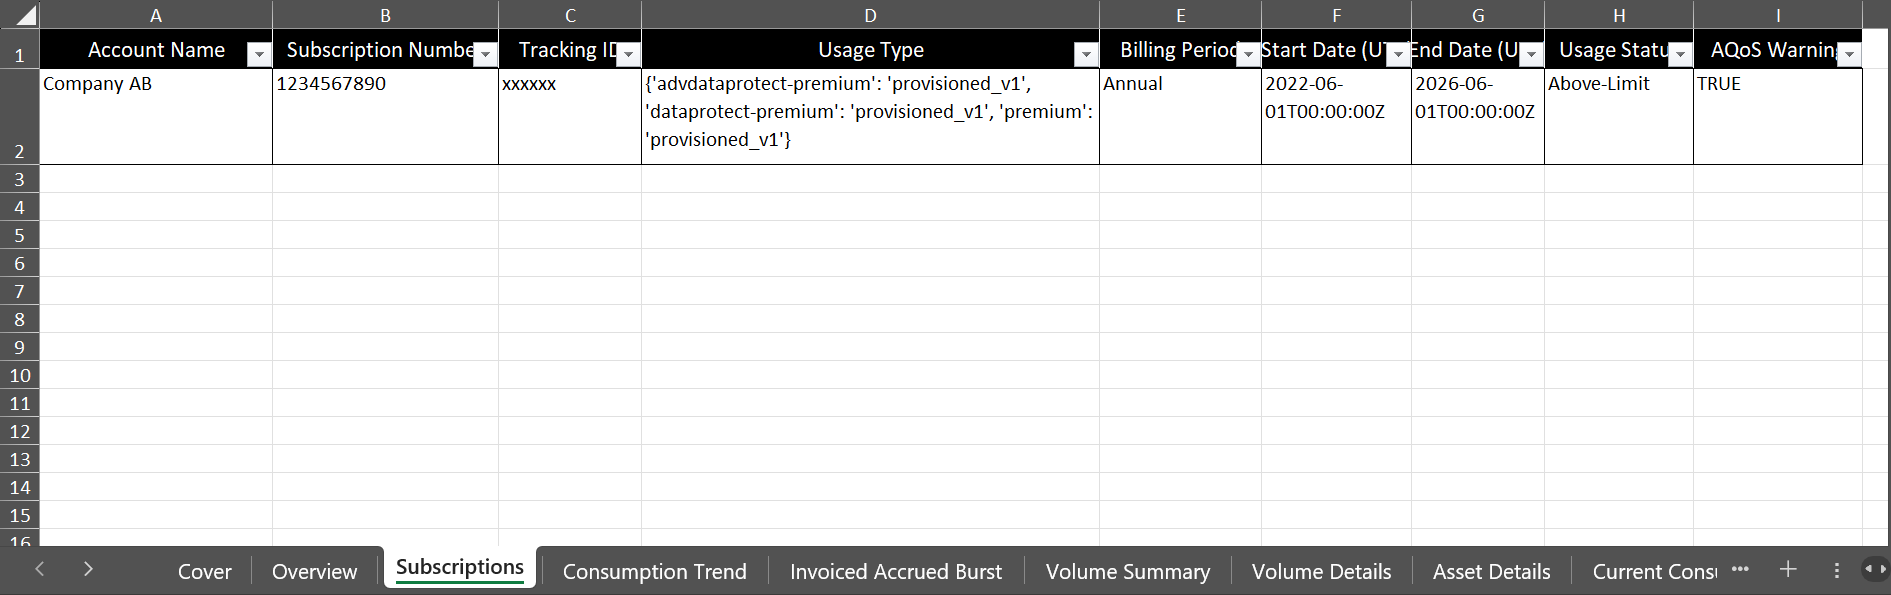 A B C D E F G H I
1 Account Name Subscription Numbe Tracking ID Usage Type Billing Period Start Date (UT End Date (U Usage Statu AQoS Warnin
Company AB 1234567890 xxxxxx {'advdataprotect-premium': 'provisioned_v1', Annual 2022-06- 2026-06- Above-Limit TRUE
'dataprotect-premium': 'provisioned_v1', 'premium': 01T00:00:00Z 01T00:00:00Z
2 'provisioned_v1'}
3
4
5
6
7
8
9
10
11
12
13
14
15
16
Cover Overview Subscriptions Consumption Trend Invoiced Accrued Burst Volume Summary Volume Details Asset Details Current Consu